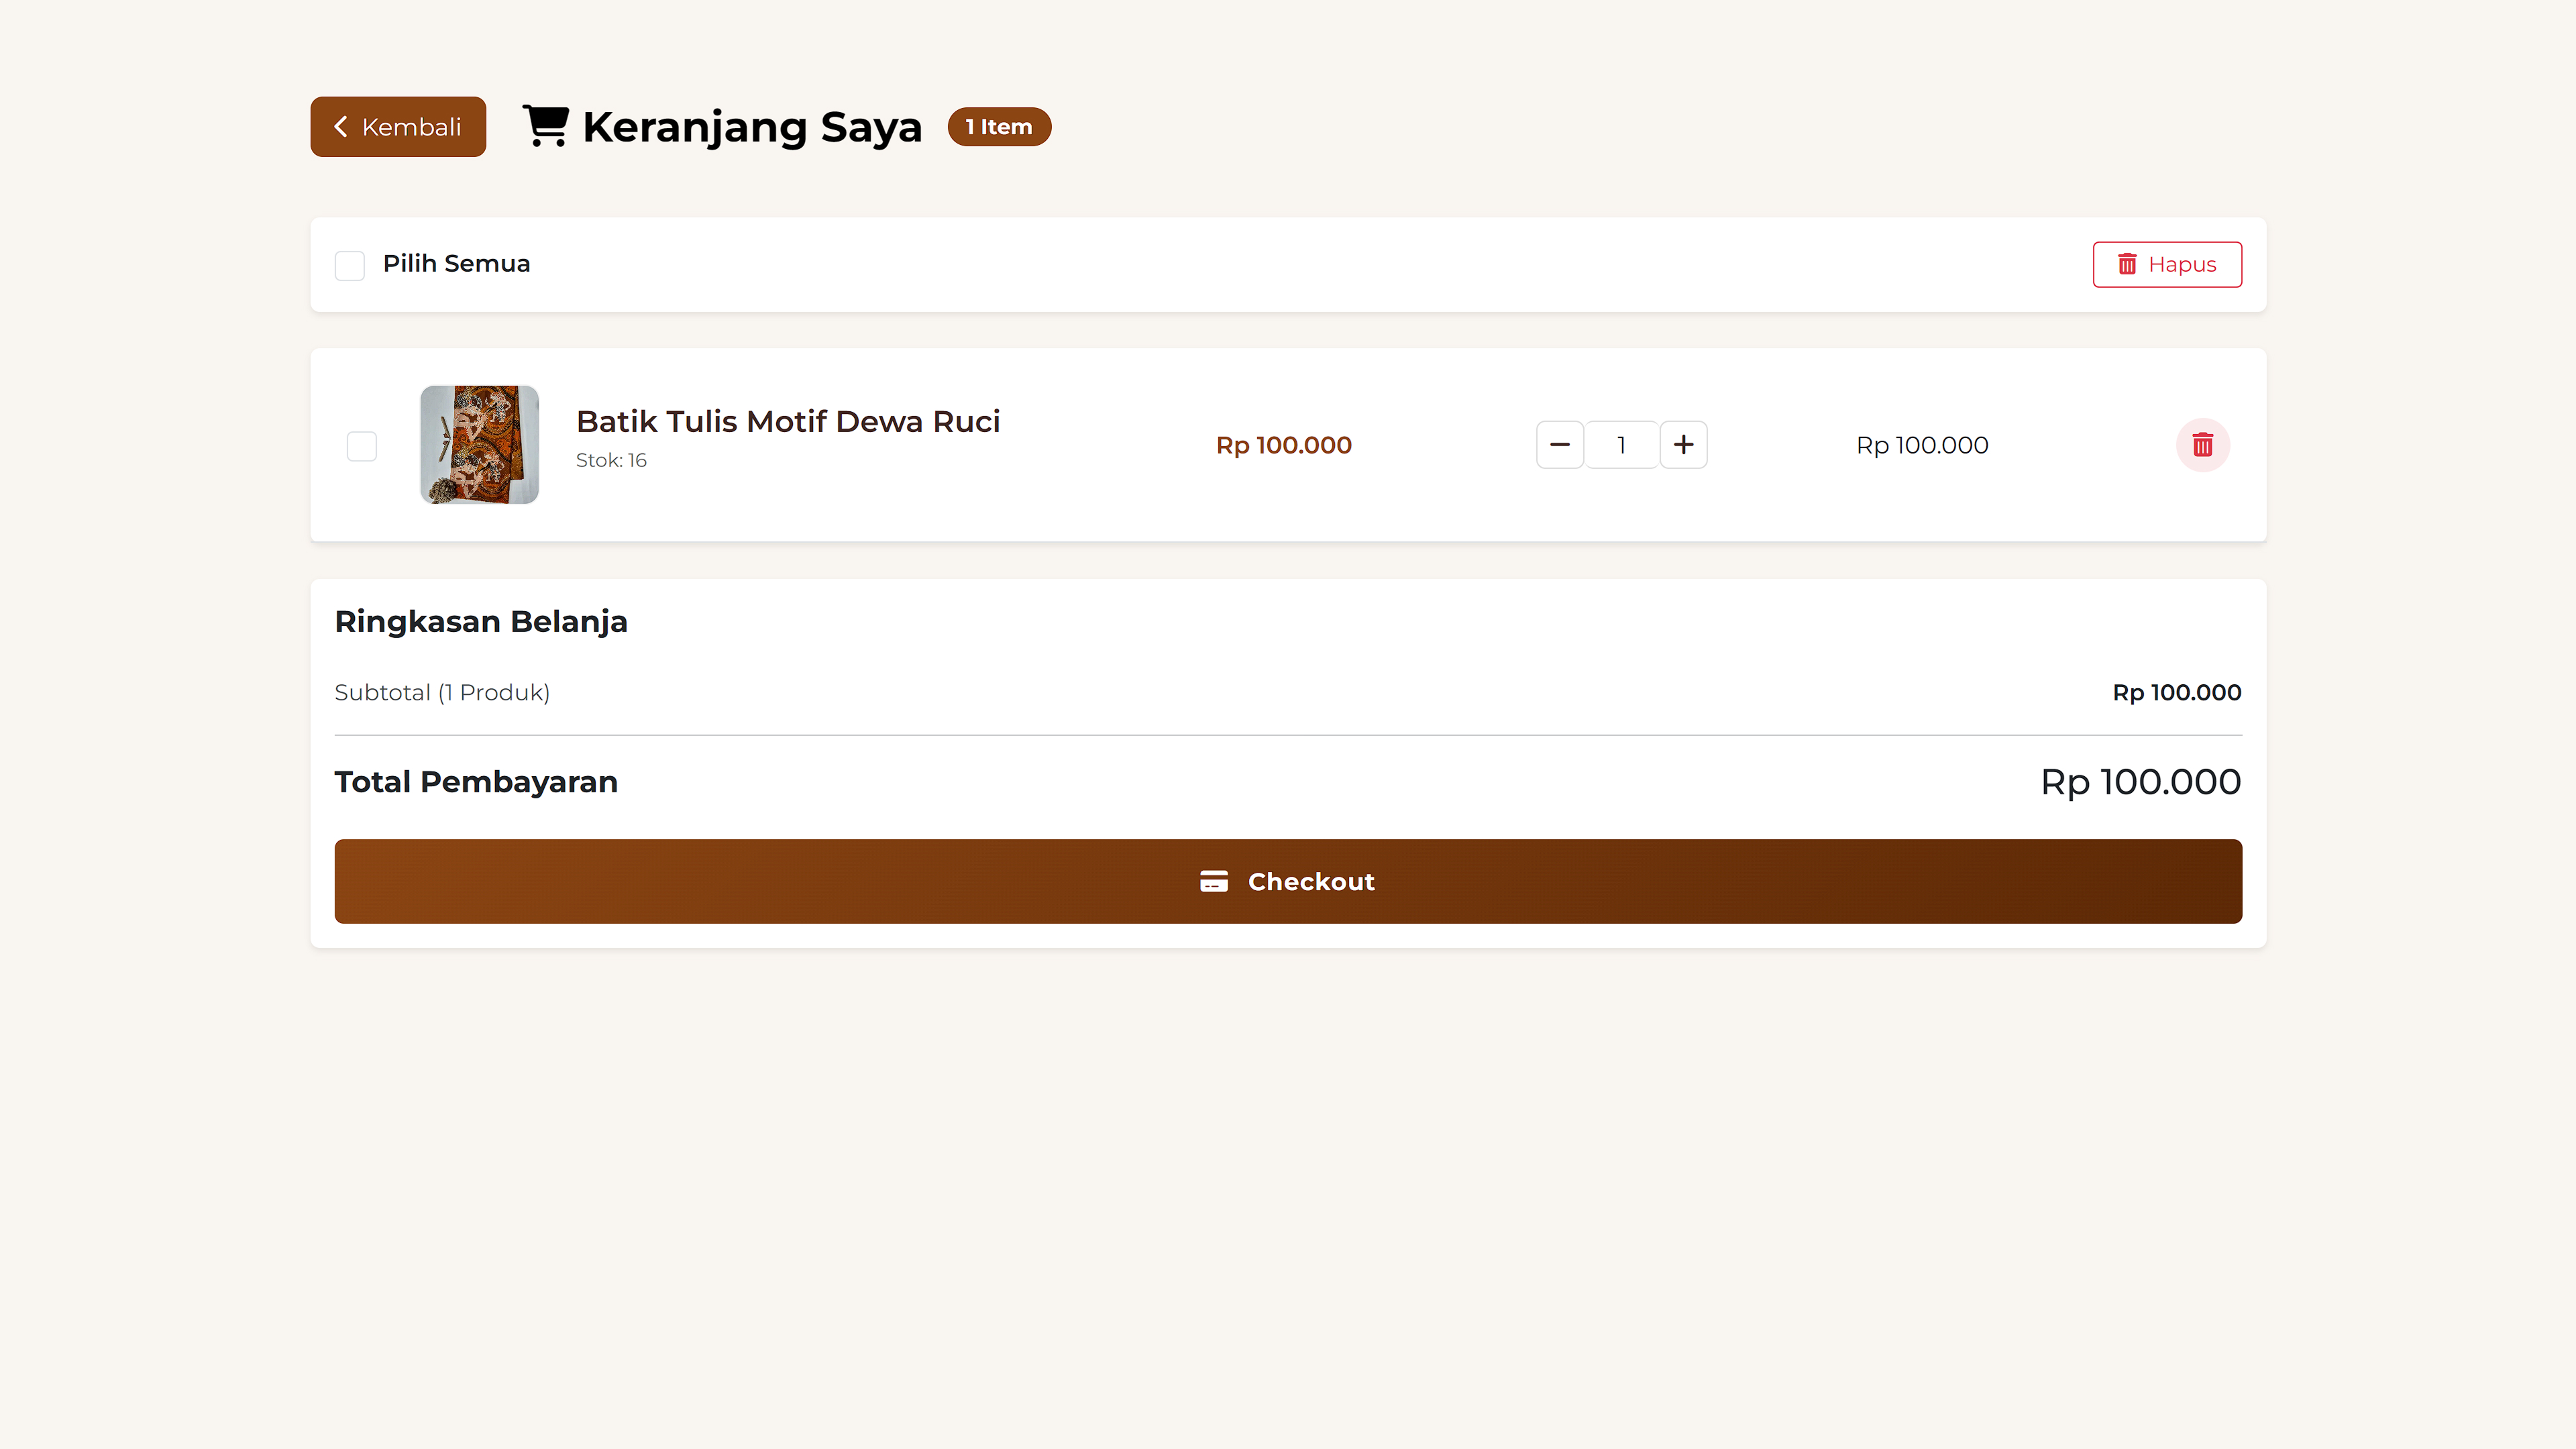 Kembali
Keranjang Saya
1 Item
Pilih Semua
Hapus
Batik Tulis Motif Dewa Ruci
Stok: 16
Rp 100.000
1
Rp 100.000
Ringkasan Belanja
Subtotal (1 Produk)
Rp 100.000
Total Pembayaran
Rp 100.000
Checkout